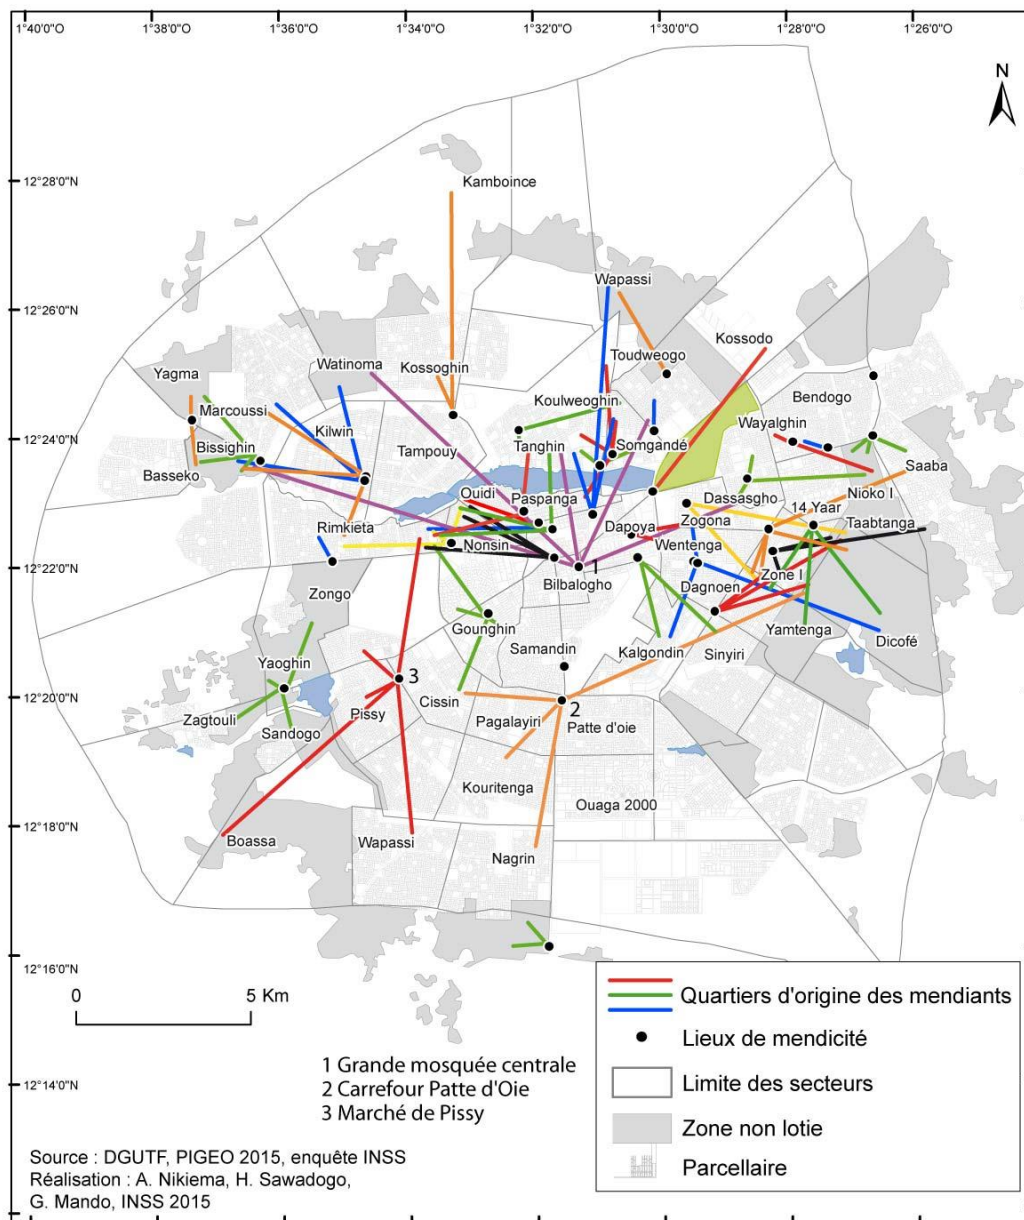 1°40'0"O 1°38'0"O 1°36'0"O 1°34'0"O 1°32'0"O 1°30'0"O 1°28'0"O 1°26'0"O
N
12°28'0"N
Kamboince
12°26'0"N
Wapassi
Toudweogo
Kossodo
Watinoma
Kossoghin
Yagma
Bendogo
Marcoussi
Koulweoghin
Wayalghin
12°24'0"N
Kilwin
Bissighin
Tampouy
Tanghin
Somgandé
Basseko
Saaba
Ouidi
Paspanga
Dassasgho
Nioko I
14 Yaar
Rimkieta
Dapoya
Zogona
Taabtanga
Nonsin
Wentenga
12°22'0"N
1
Bilbalogho
Zone I
Dagnoen
Zongo
Gounghin
Yamtenga
Samandin
Kalgondin
Sinyiri
Dicofé
Yaoghin
3
12°20'0"N
Cissin
2
Pissy
Zagtouli
Sandogo
Pagalayiri
Patte d'oie
Kouritenga
Ouaga 2000
12°18'0"N
Boassa
Wapassi
Nagrin
12°16'0"N
0 5 Km
Quartiers d'origine des mendiants
Lieux de mendicité
Limite des secteurs
Zone non lotie
Parcellaire
1 Grande mosquée centrale
2 Carrefour Patte d'Oie
3 Marché de Pissy
12°14'0"N
Source : DGUTF, PIGEO 2015, enquête INSS
Réalisation : A. Nikiema, H. Sawadogo,
G. Mando, INSS 2015